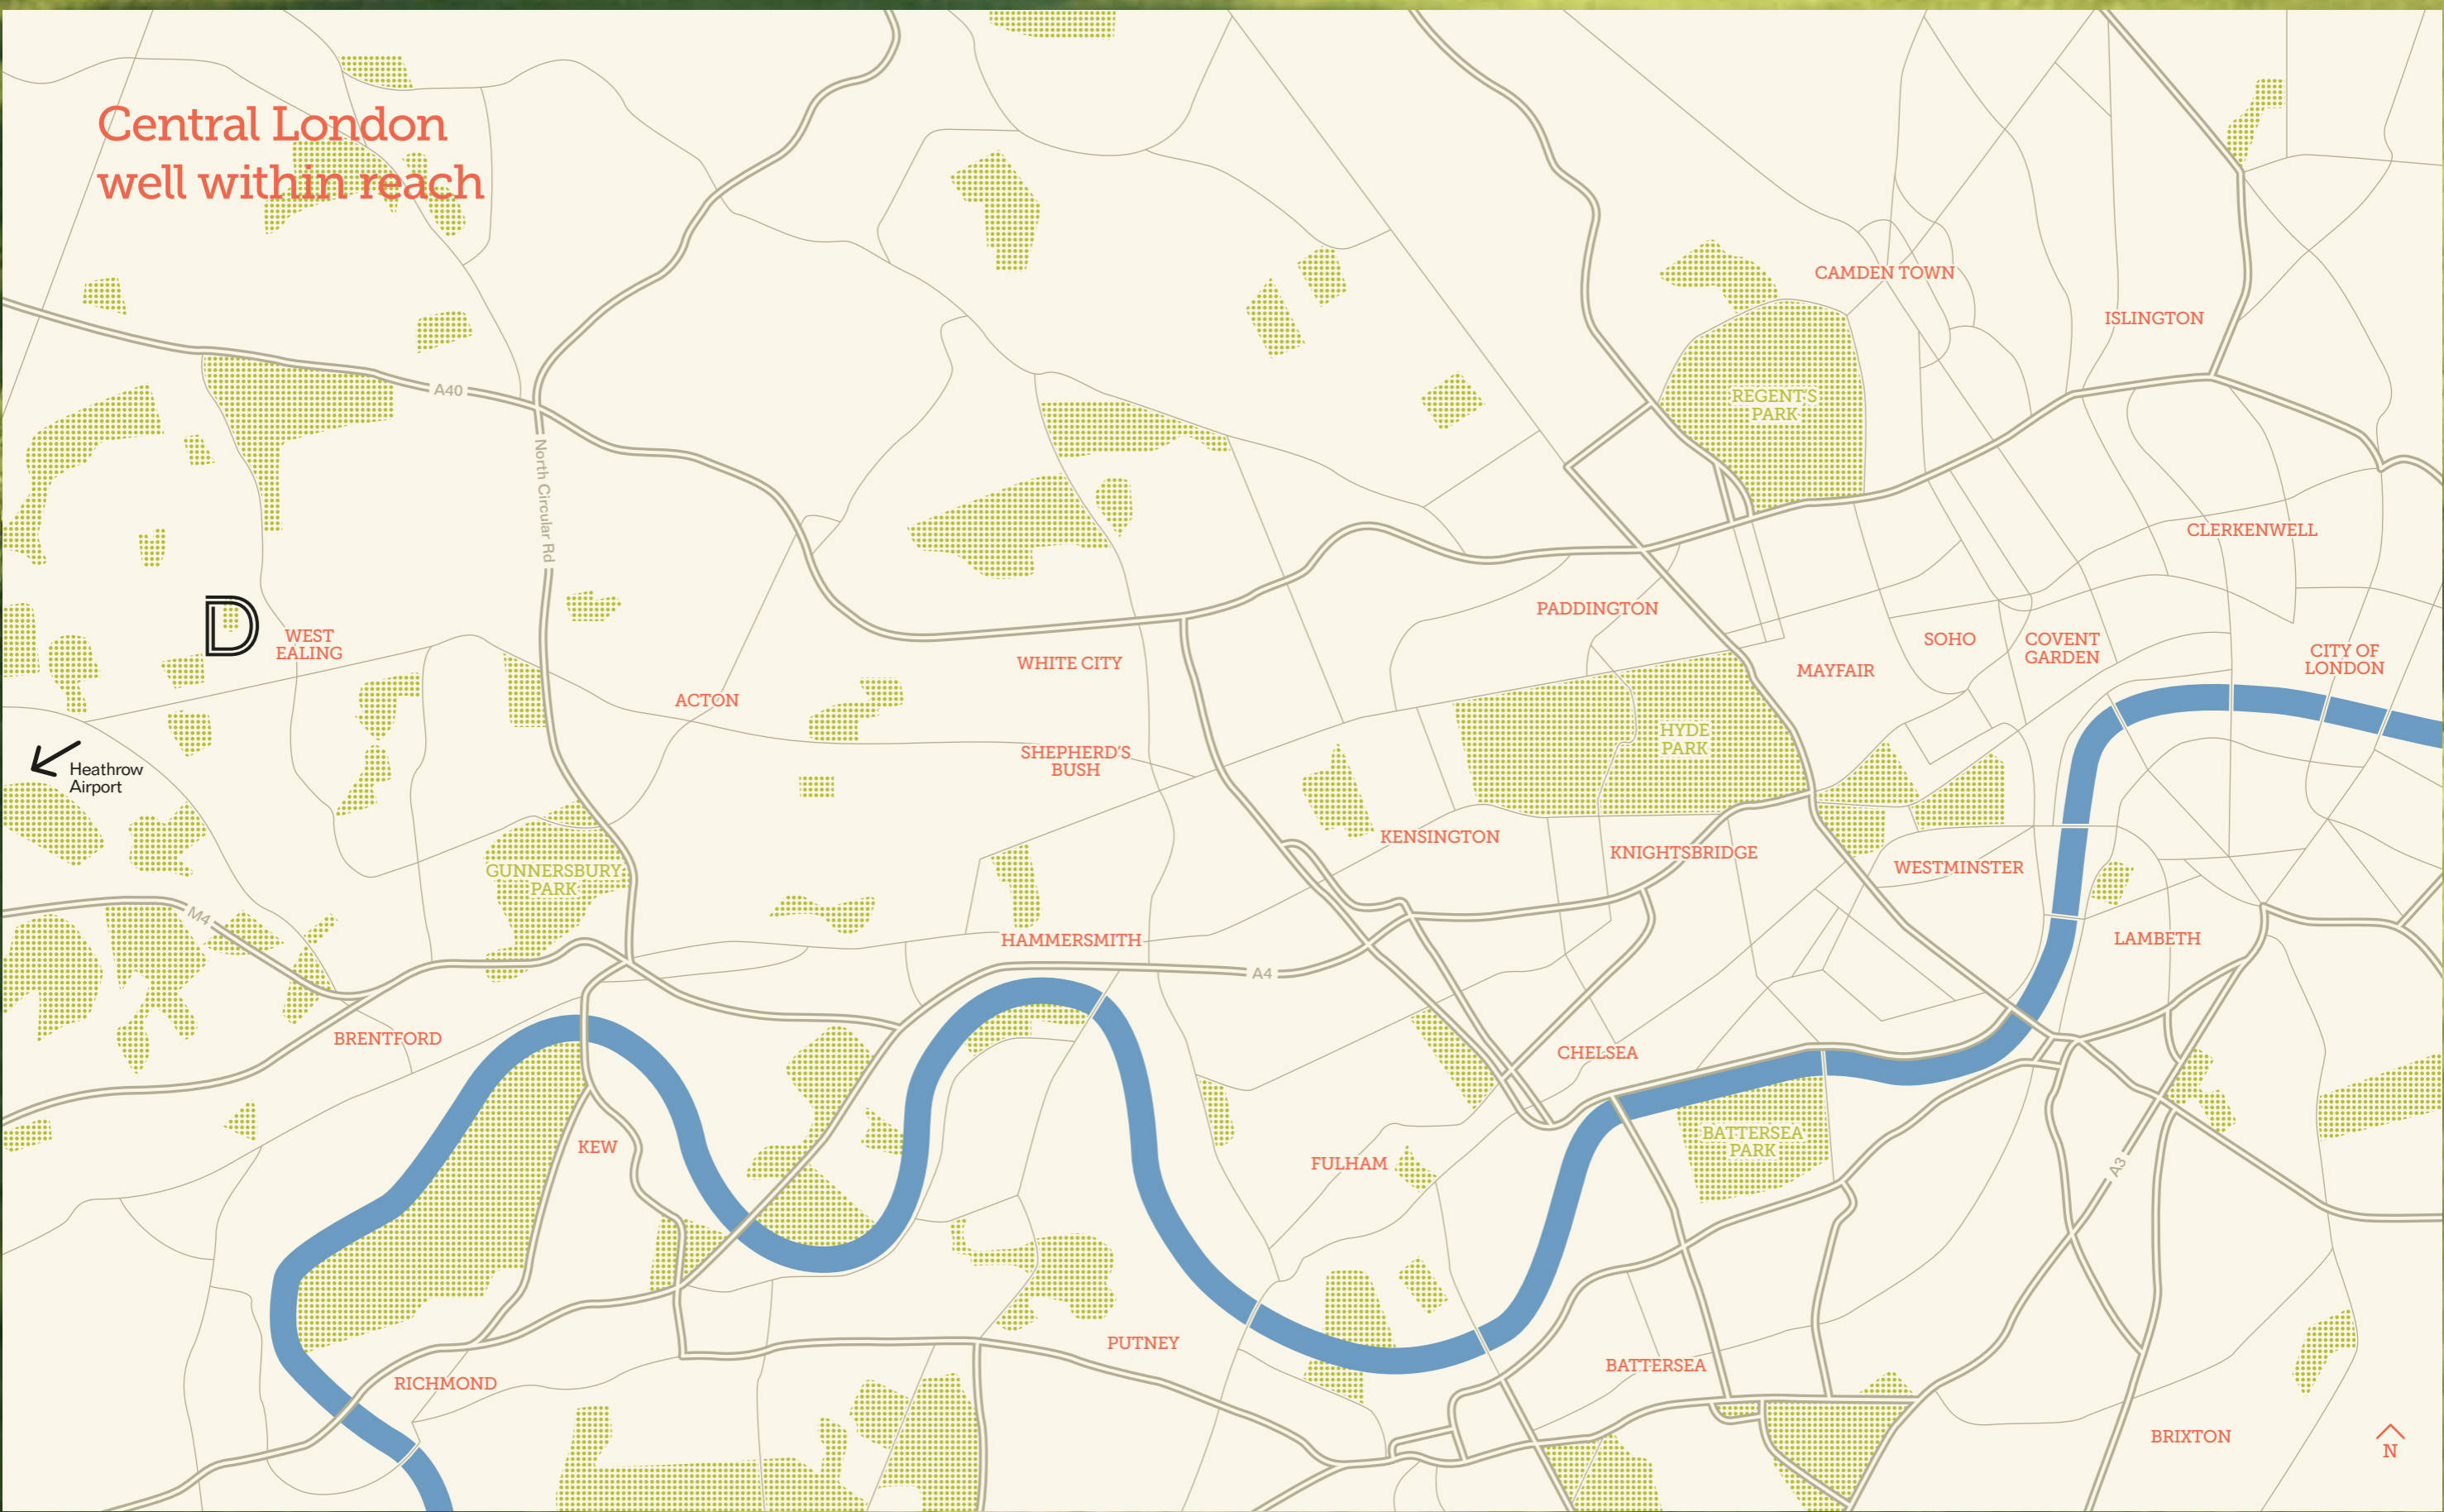 Central London
well within reach
CAMDEN TOWN
ISLINGTON
A40
REGENT'S
PARK
North Circular Rd
CLERKENWELL
D
WEST
EALING
PADDINGTON
SOHO
COVENT
GARDEN
CITY OF
LONDON
WHITE CITY
MAYFAIR
ACTON
HYDE
PARK
SHEPHERD'S
BUSH
Heathrow
Airport
KENSINGTON
KNIGHTSBRIDGE
WESTMINSTER
GUNNERSBURY
PARK
M4
HAMMERSMITH
LAMBETH
A4
BRENTFORD
CHELSEA
KEW
BATTERSEA
PARK
FULHAM
A3
PUTNEY
BATTERSEA
RICHMOND
BRIXTON
N